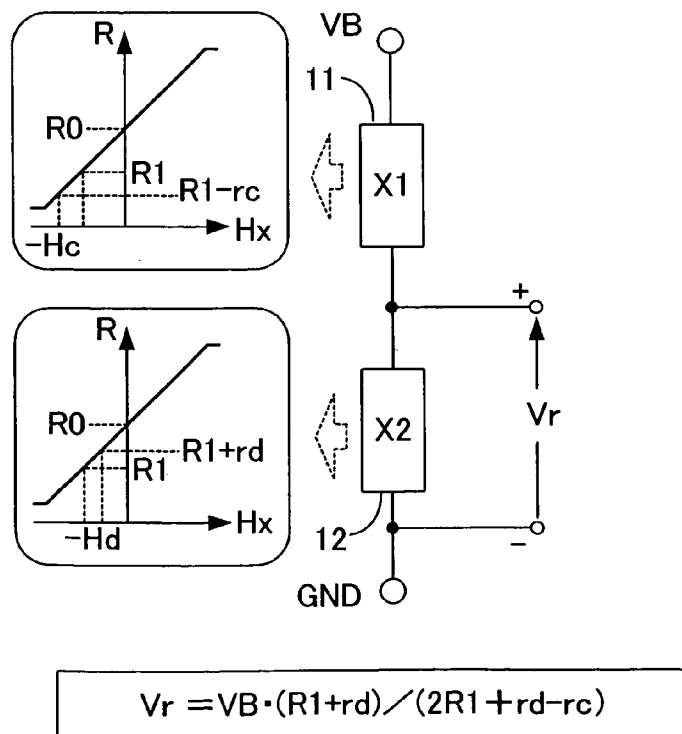 VB
11
R
R0
R1
R1-rc
-Hc
Hx
X1
+
R
R0
R1+rd
R1
-Hd
Hx
X2
Vr
12
-
GND
Vr=VB·(R1+rd)/(2R1+rd-rc)